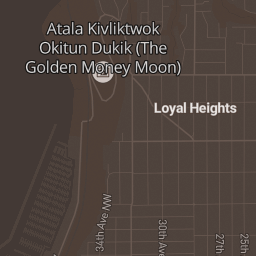 Atala Kivliktwok
Okitun Dukik (The
Golden Money Moon)
Loyal Heights
34th Ave NW
30th Ave
27th
25th